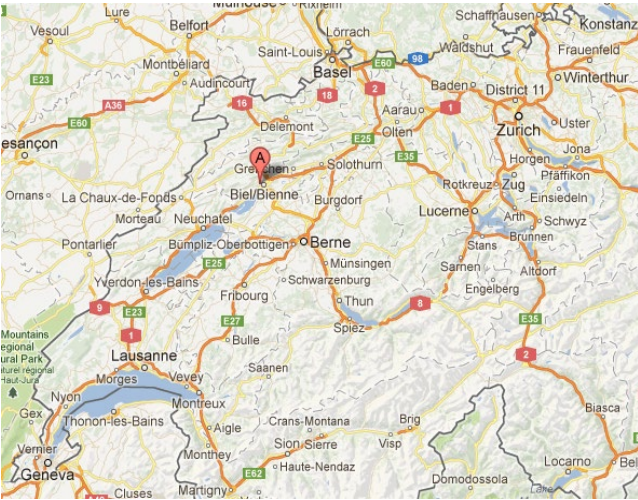 Mulhouse
Rixheim
Schaffhausen
Konstanz
Lure
Vesoul
Belfort
Lörrach
Waldshut
Saint-Louis
Frauenfeld
Montbéliard
Basel
E60
98
E23
Audincourt
Winterthur
2
Baden
District 11
A36
16
18
Aarau
1
E60
Delemont
Olten
Zurich
Uster
esançon
E25
Horgen
Jona
E35
Pfäffikon
A
Grenchen
Solothurn
Rotkreuz
Zug
Einsiedeln
Ornans
La Chaux-de-Fonds
Biel/Bienne
Burgdorf
Lucerne
Arth
Schwyz
Morteau
Neuchatel
Brunnen
Pontarlier
Bümpliz-Oberbottigen
Berne
Stans
E25
Münsingen
Sarnen
Altdorf
Yverdon-les-Bains
Schwarzenburg
Engelberg
Fribourg
9
E23
Thun
8
E35
E27
Spiez
Mountains
egional
ural Park
1
Bulle
2
Lausanne
Saanen
Morges
Vevey
Nyon
Montreux
Biasca
Gex
Thonon-les-Bains
Aigle
Crans-Montana
Brig
Vernier
Sion
Sierre
Visp
Monthey
Locarno
Bel
Geneva
E62
Haute-Nendaz
Domodossola
Cluses
Martigny